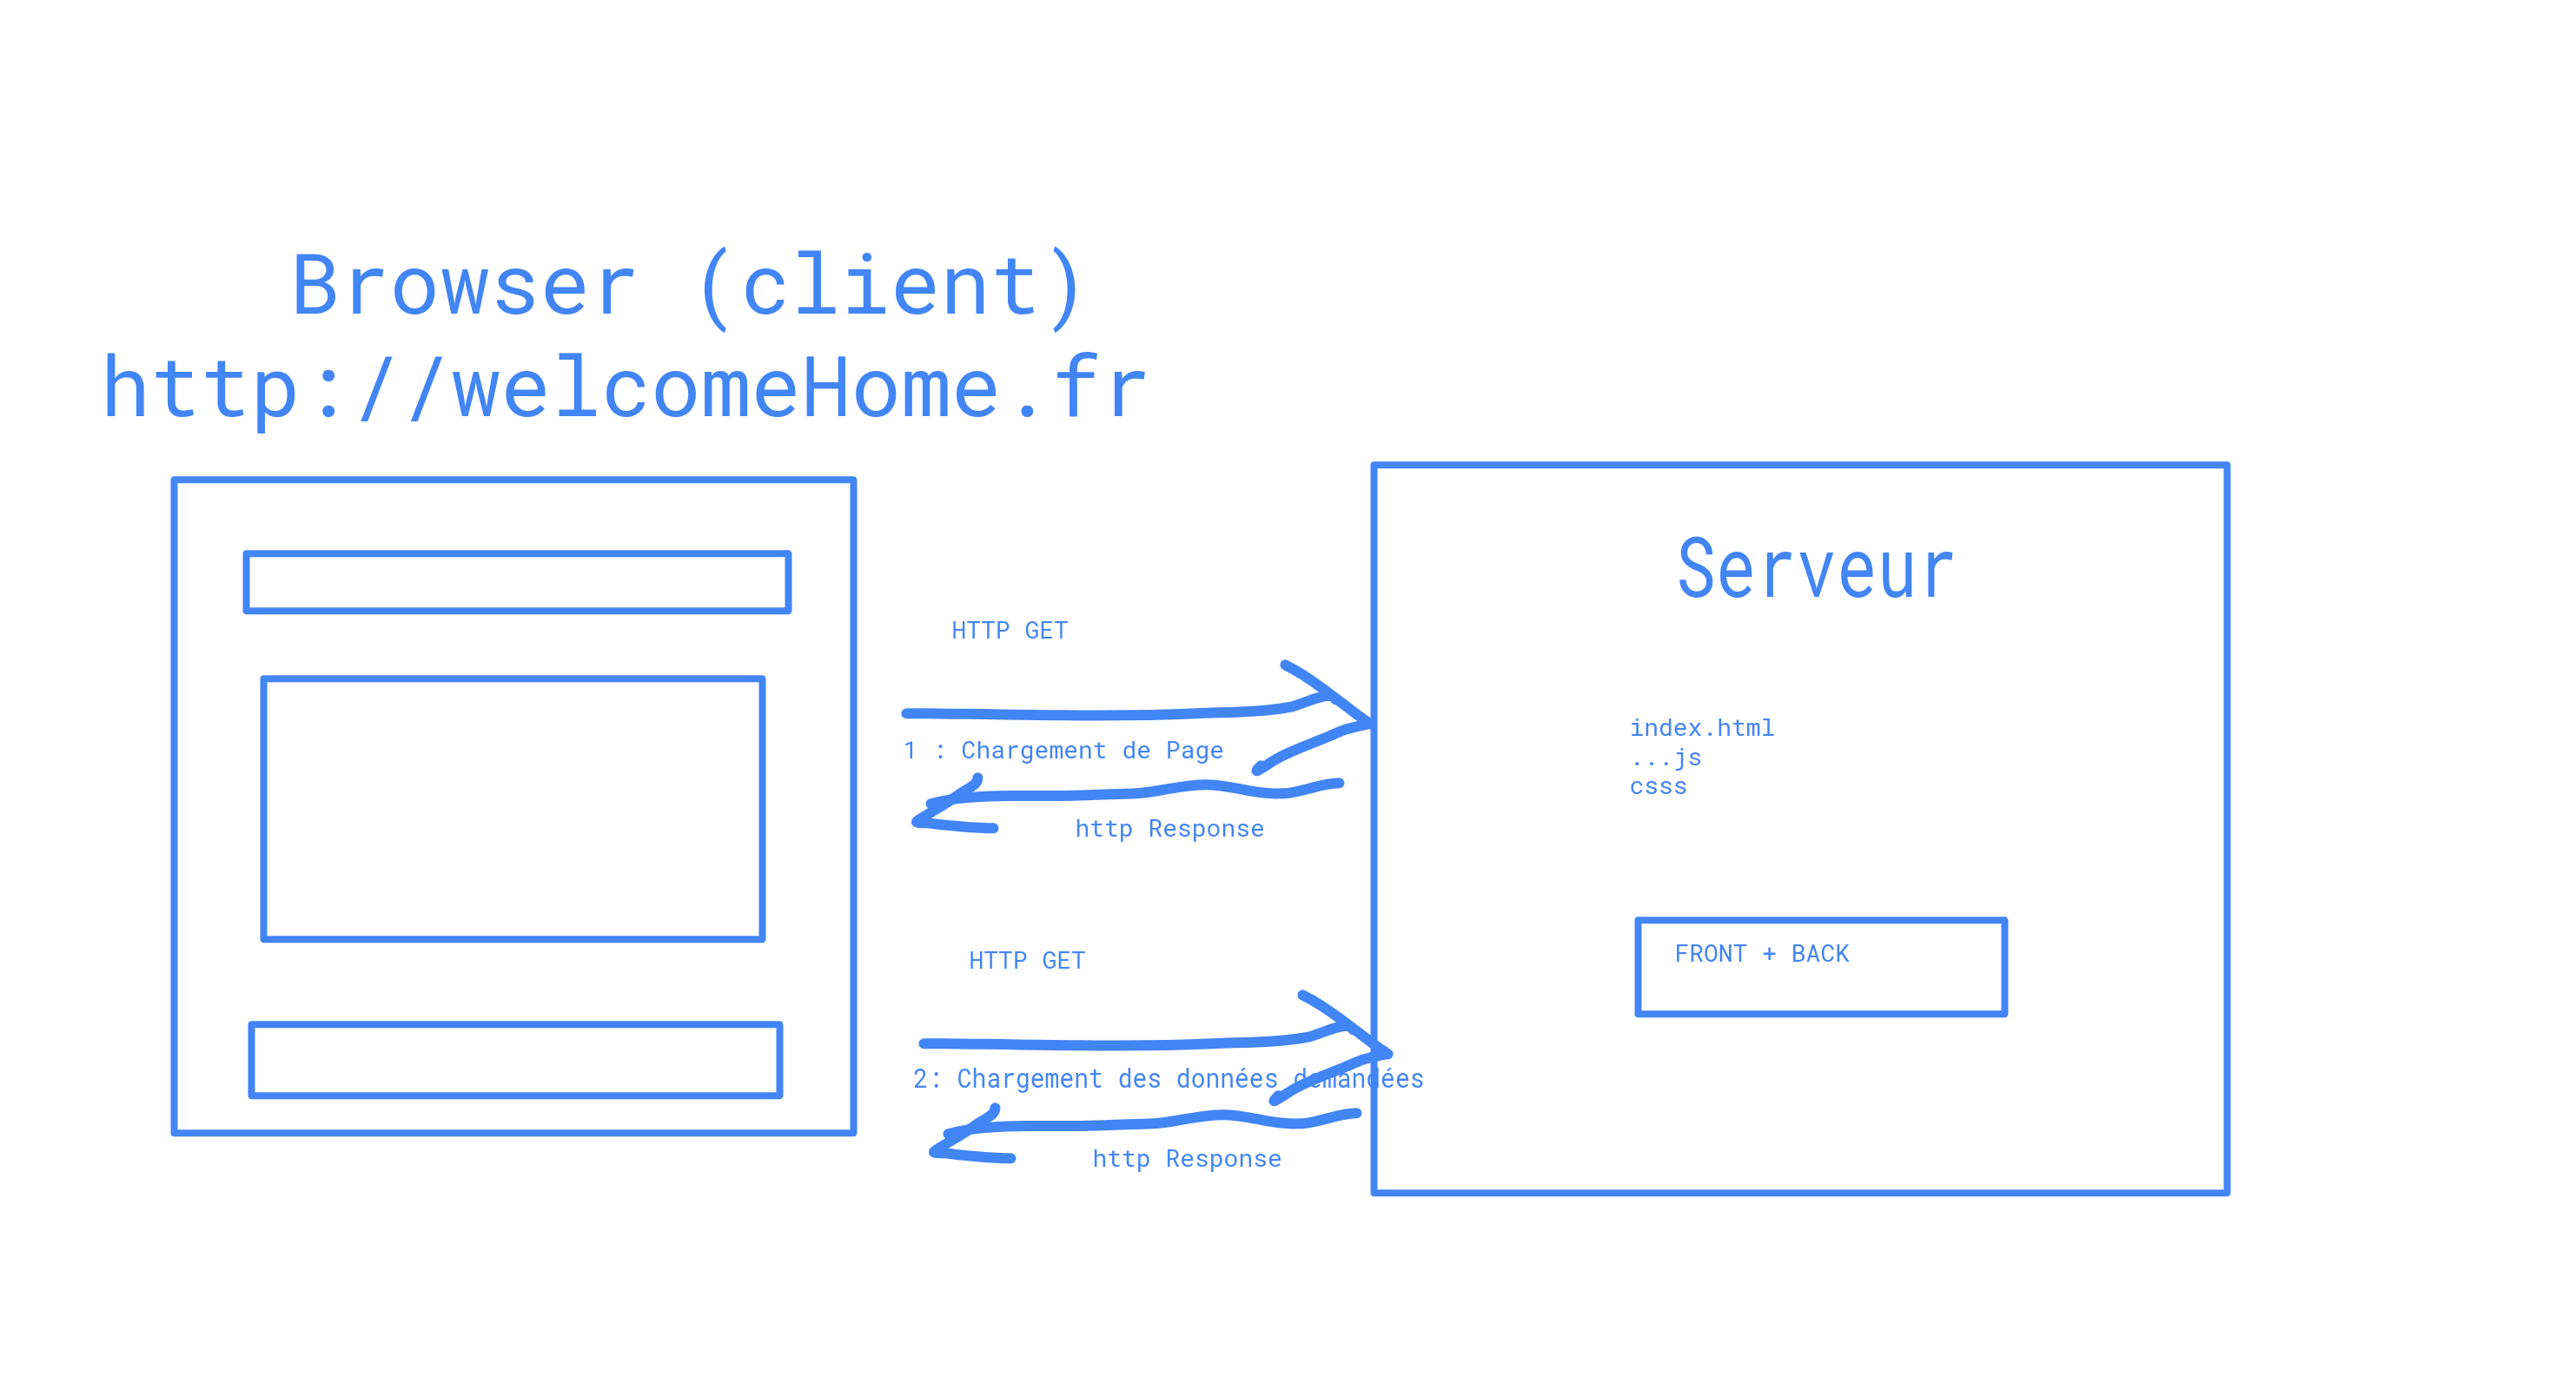 Browser (client)
http://welcomeHome.fr
Serveur
HTTP GET
1 : Chargement de Page
http Response
index.html
...js
csss
FRONT + BACK
HTTP GET
2: Chargement des données demandées
http Response